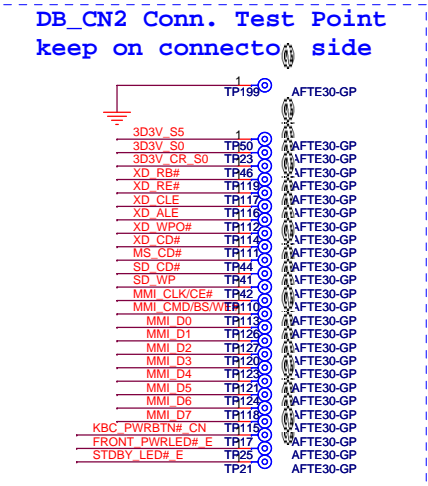 DB_CN2 Conn. Test Point
keep on connector side
1
TP199 AFTE30-GP
3D3V_S5 1
3D3V_S0 TP50 AFTE30-GP
3D3V_CR_S0 TP23 AFTE30-GP
XD_RB# TP46 AFTE30-GP
XD_RE# TP119 AFTE30-GP
XD_CLE TP117 AFTE30-GP
XD_ALE TP116 AFTE30-GP
XD_WPO# TP112 AFTE30-GP
XD_CD# TP114 AFTE30-GP
MS_CD# TP111 AFTE30-GP
SD_CD# TP44 AFTE30-GP
SD_WP TP41 AFTE30-GP
MMI_CLK/CE# TP42 AFTE30-GP
MMI_CMD/BS/WE# TP110 AFTE30-GP
MMI_D0 TP113 AFTE30-GP
MMI_D1 TP126 AFTE30-GP
MMI_D2 TP127 AFTE30-GP
MMI_D3 TP120 AFTE30-GP
MMI_D4 TP123 AFTE30-GP
MMI_D5 TP121 AFTE30-GP
MMI_D6 TP124 AFTE30-GP
MMI_D7 TP118 AFTE30-GP
KBC_PWRBTN#_CN TP115 AFTE30-GP
FRONT_PWRLED#_E TP17 AFTE30-GP
STDBY_LED#_E TP25 AFTE30-GP
TP21 AFTE30-GP